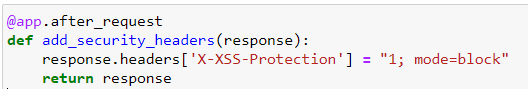 @app.after_request
def add_security_headers(response):
    response.headers['X-XSS-Protection'] = "1; mode=block"
    return response